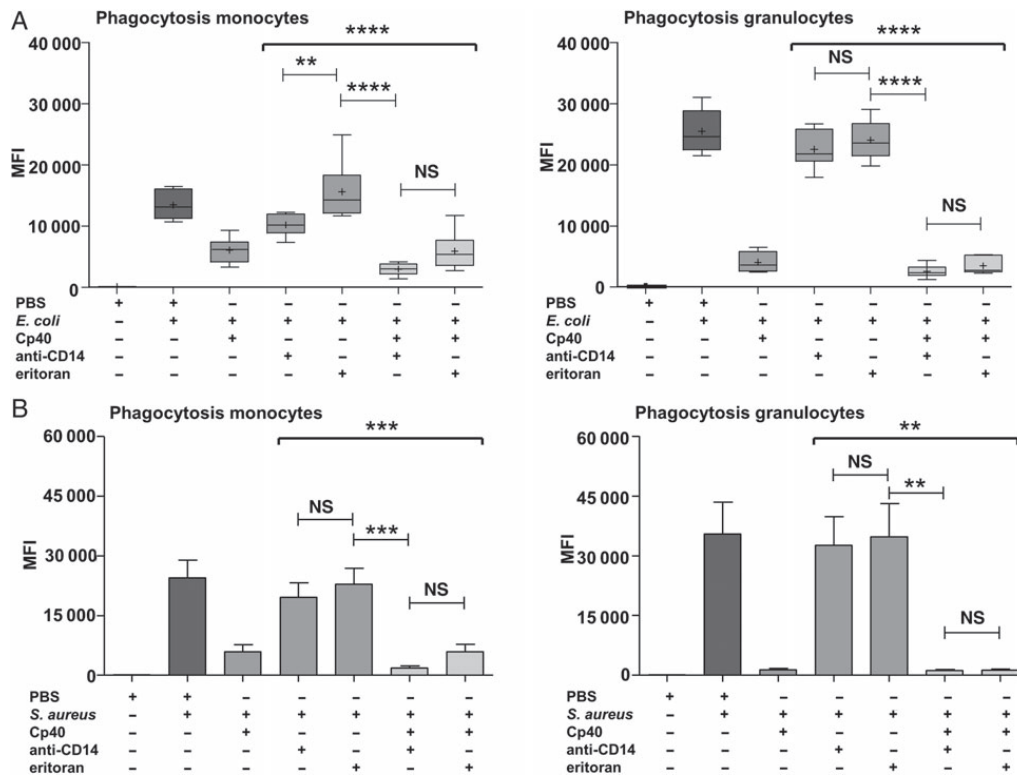 A
Phagocytosis monocytes
****
**
****
NS
MFI
40 000
30 000
20 000
10 000
0
PBS + + – – – – –
E. coli – + + + + + +
Cp40 – – + – – + +
anti-CD14 – – – + – + –
eritoran – – – – + – +
Phagocytosis granulocytes
****
NS
****
NS
MFI
40 000
30 000
20 000
10 000
0
PBS + + – – – – –
E. coli – + + + + + +
Cp40 – – + – – + +
anti-CD14 – – – + – + –
eritoran – – – – + – +
B
Phagocytosis monocytes
***
NS
***
NS
MFI
60 000
45 000
30 000
15 000
0
PBS + + – – – – –
S. aureus – + + + + + +
Cp40 – – + – – + +
anti-CD14 – – – + – + –
eritoran – – – – + – +
Phagocytosis granulocytes
**
NS
**
NS
MFI
60 000
45 000
30 000
15 000
0
PBS + + – – – – –
S. aureus – + + + + + +
Cp40 – – + – – + +
anti-CD14 – – – + – + –
eritoran – – – – + – +